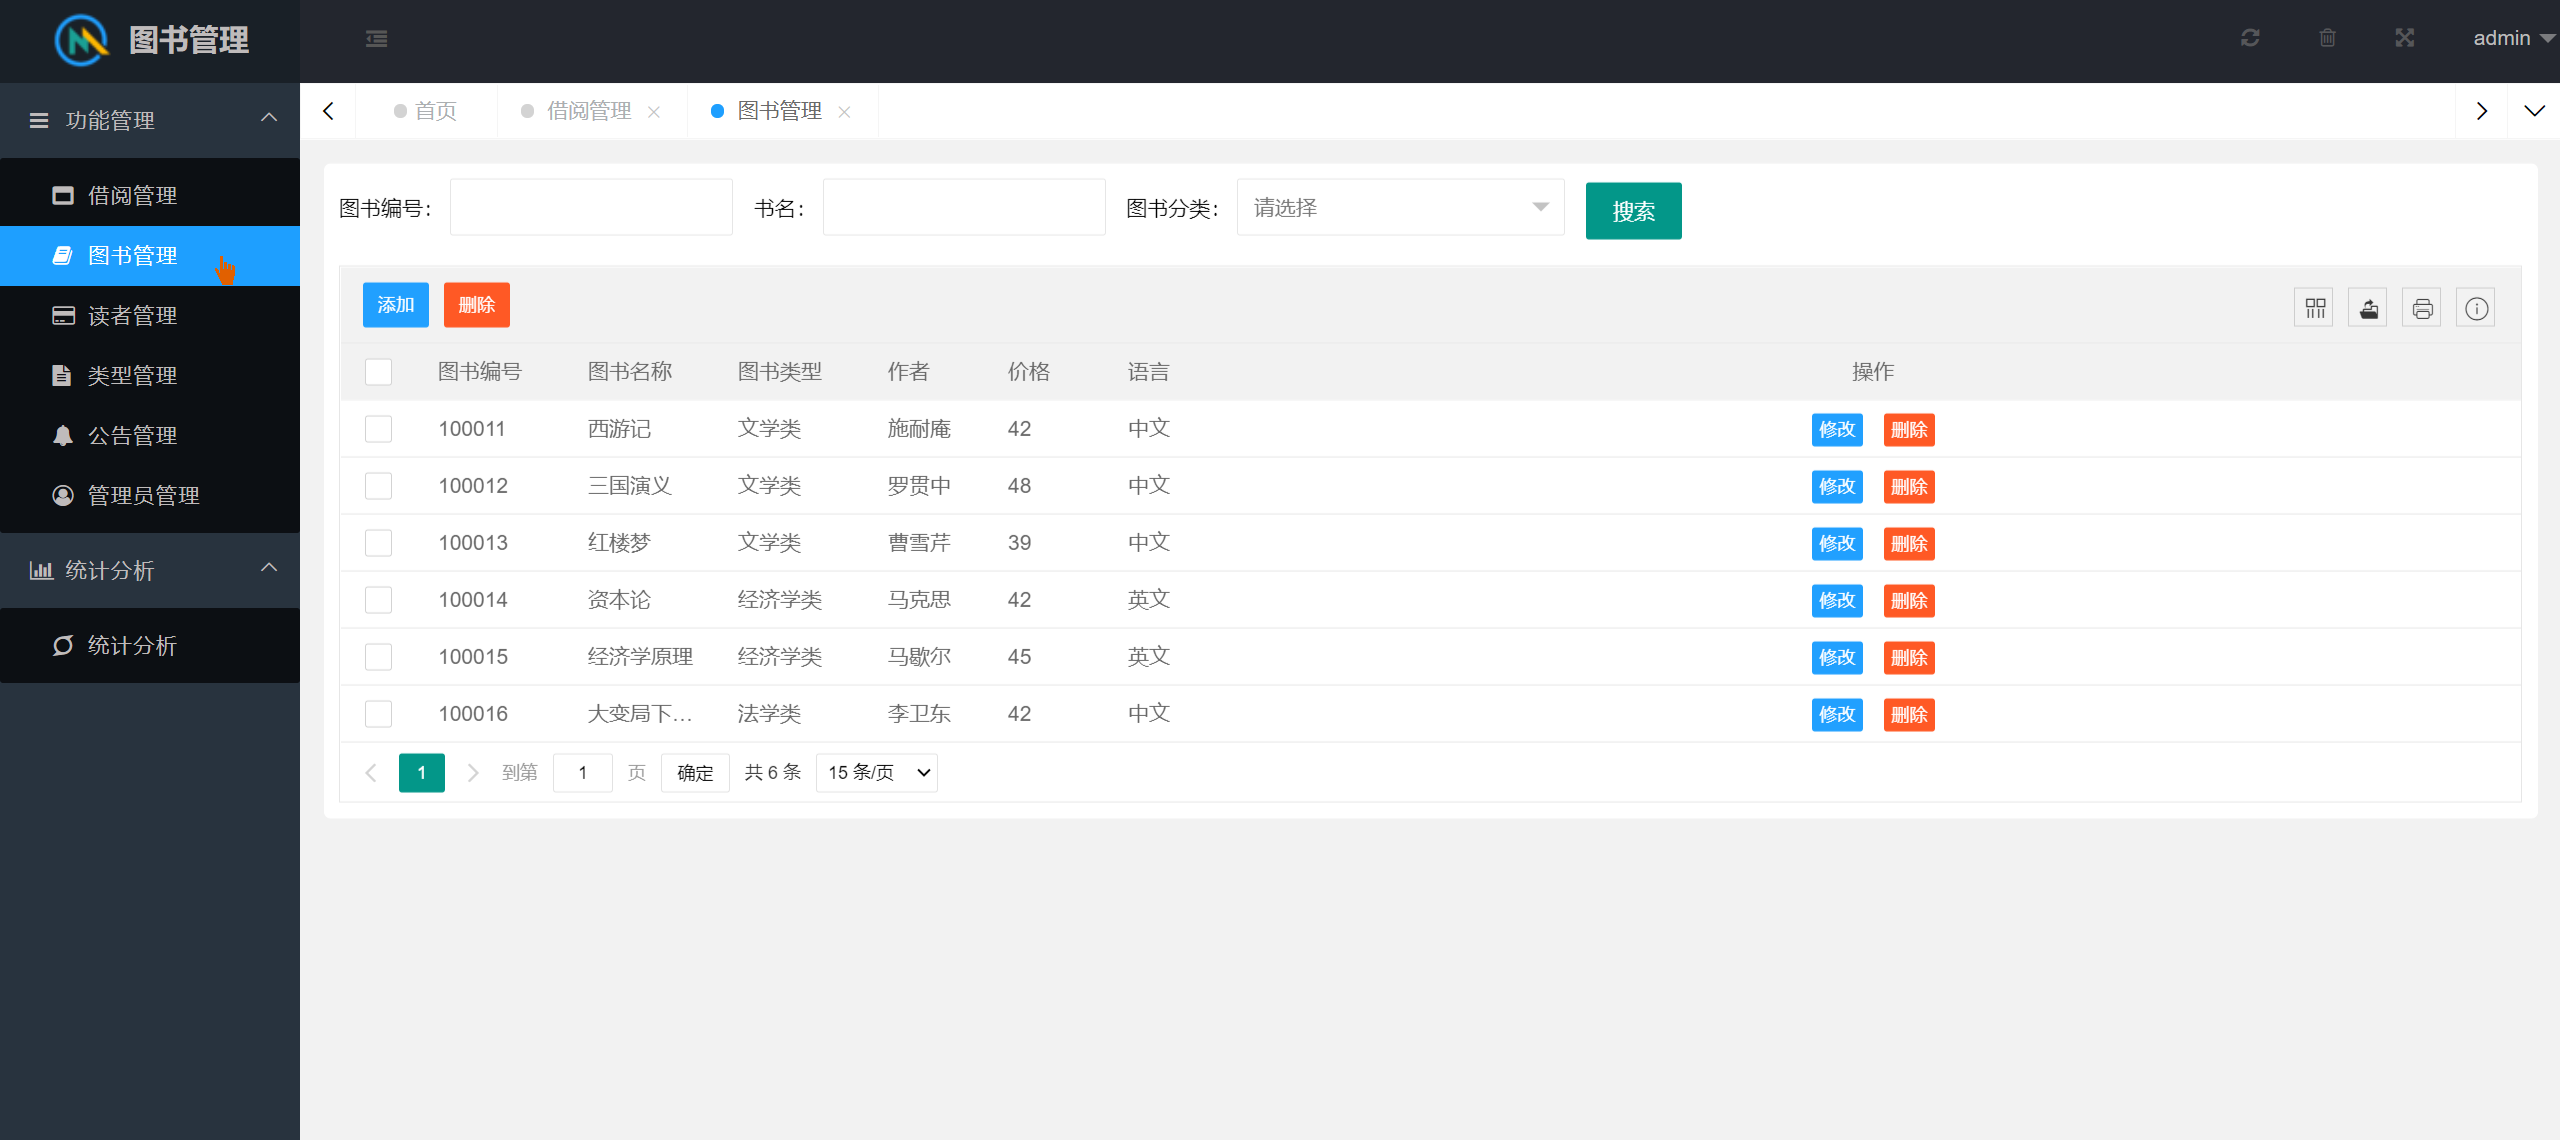 图书管理
admin
功能管理
借阅管理
图书管理
读者管理
类型管理
公告管理
管理员管理
统计分析
统计分析
首页 借阅管理 图书管理
图书编号： 书名： 图书分类： 请选择 搜索
添加 删除
图书编号 图书名称 图书类型 作者 价格 语言 操作
100011 西游记 文学类 施耐庵 42 中文 修改 删除
100012 三国演义 文学类 罗贯中 48 中文 修改 删除
100013 红楼梦 文学类 曹雪芹 39 中文 修改 删除
100014 资本论 经济学类 马克思 42 英文 修改 删除
100015 经济学原理 经济学类 马歇尔 45 英文 修改 删除
100016 大变局下… 法学类 李卫东 42 中文 修改 删除
1 到第 1 页 确定 共 6 条 15 条/页